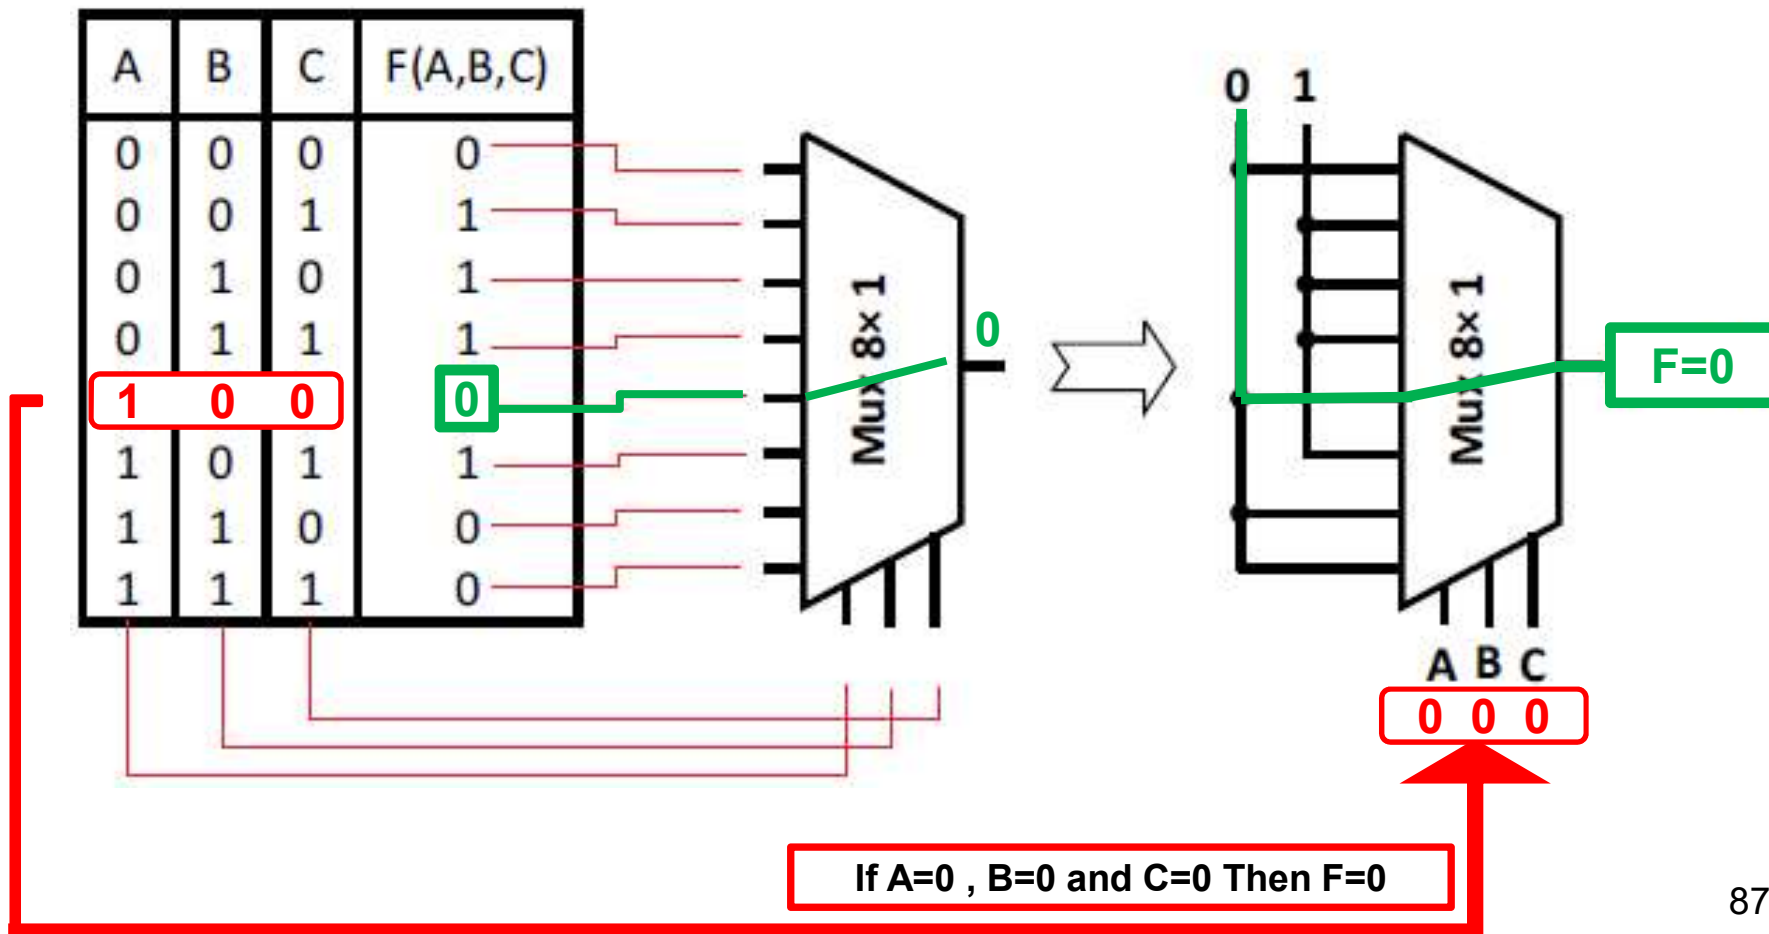 A B C F(A,B,C)
0 0 0 0
0 0 1 1
0 1 0 1
0 1 1 1
1 0 0 0
1 0 1 1
1 1 0 0
1 1 1 0
Mux 8× 1
0
0 1
Mux 8× 1
F=0
A B C
0 0 0
If A=0 , B=0 and C=0 Then F=0
87